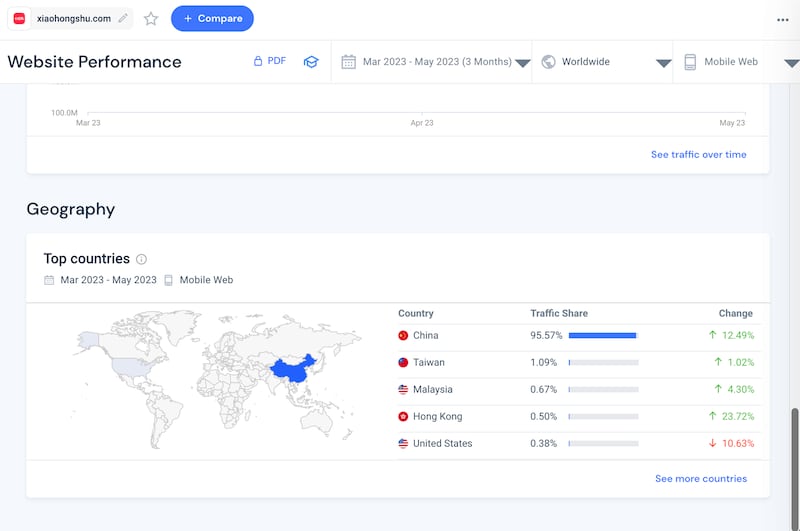 xiaohongshu.com
+ Compare
Website Performance
PDF
Mar 2023 - May 2023 (3 Months)
Worldwide
Mobile Web
100.0M
Mar 23
Apr 23
May 23
See traffic over time
Geography
Top countries
Mar 2023 - May 2023
Mobile Web
Country Traffic Share Change
China 95.57% ↑ 12.49%
Taiwan 1.09% ↑ 1.02%
Malaysia 0.67% ↑ 4.30%
Hong Kong 0.50% ↑ 23.72%
United States 0.38% ↓ 10.63%
See more countries